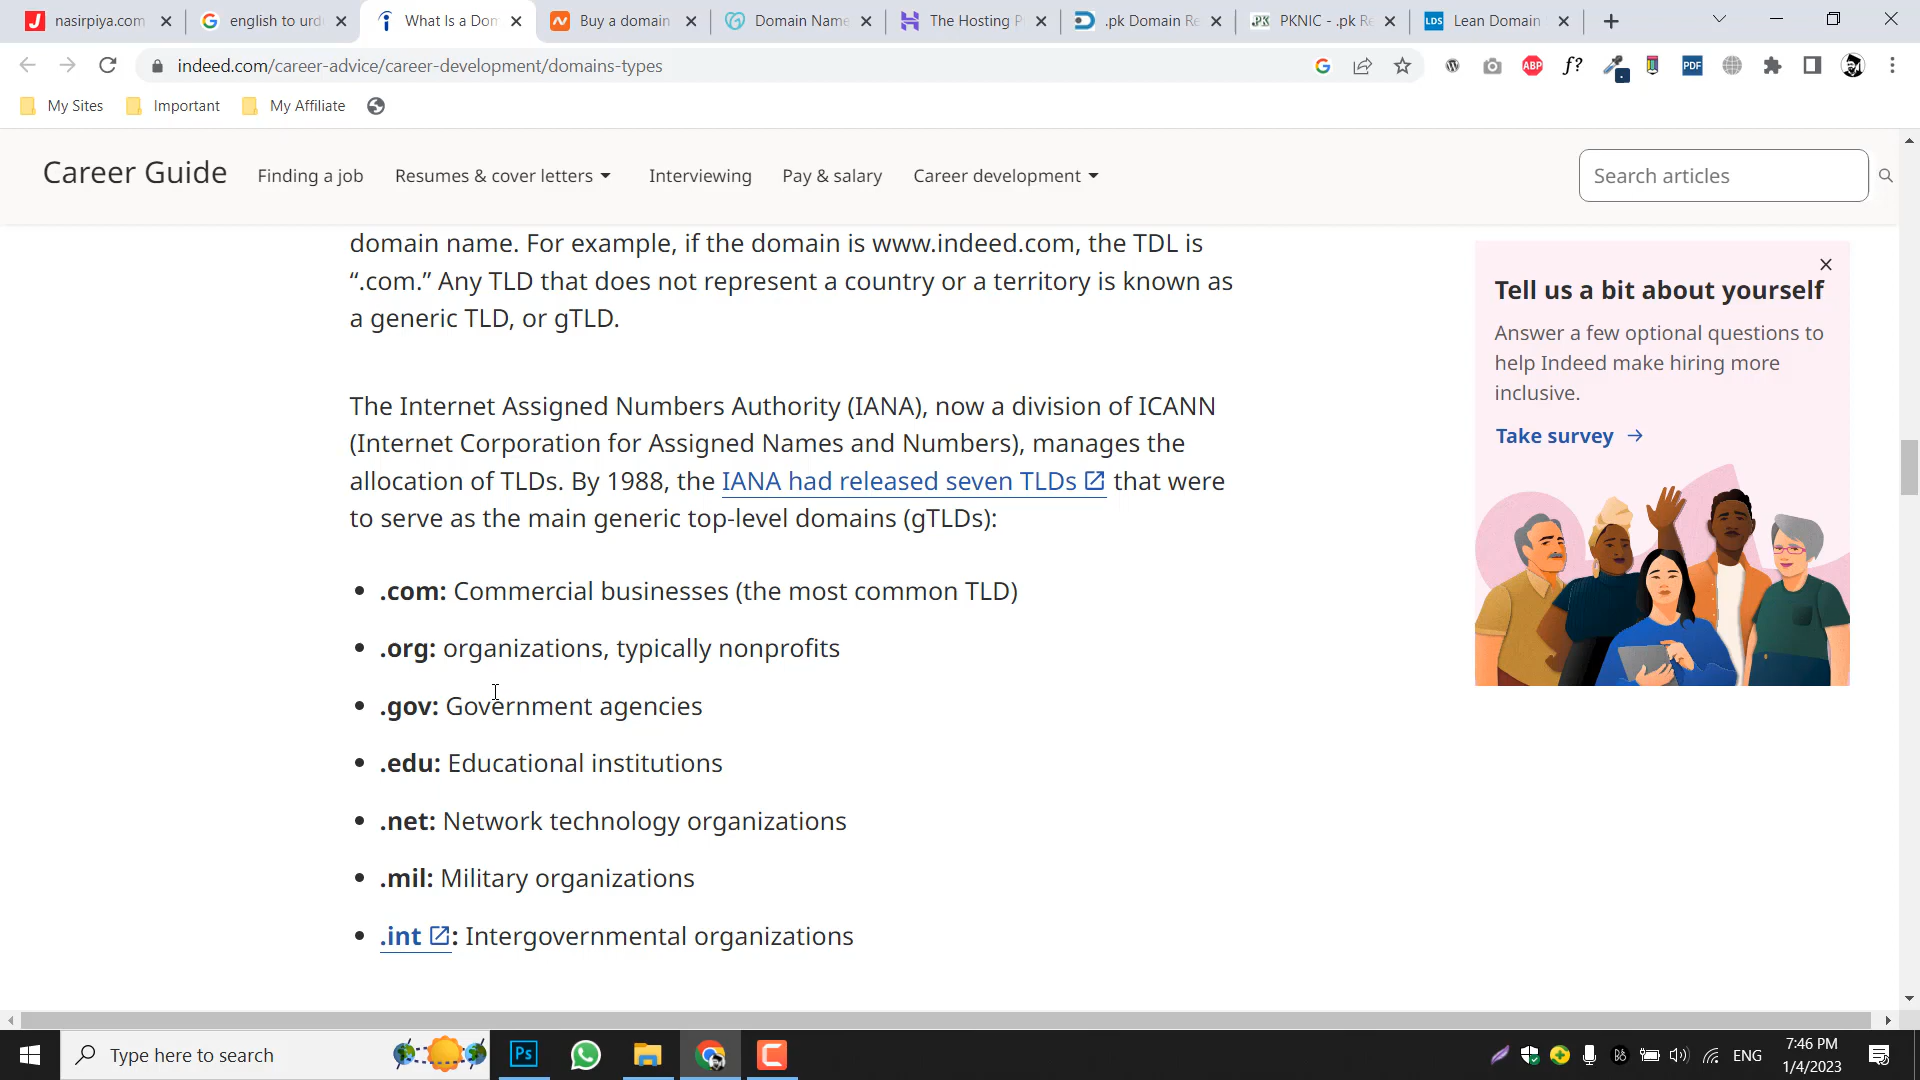 nasirpiya.com
english to urd
What Is a Dom
Buy a domain
Domain Name
The Hosting P
.pk Domain Re
PKNIC - .pk Re
Lean Domain
indeed.com/career-advice/career-development/domains-types
My Sites
Important
My Affiliate
Career Guide
Finding a job
Resumes & cover letters
Interviewing
Pay & salary
Career development
Search articles
domain name. For example, if the domain is www.indeed.com, the TDL is
“.com.” Any TLD that does not represent a country or a territory is known as
a generic TLD, or gTLD.
The Internet Assigned Numbers Authority (IANA), now a division of ICANN
(Internet Corporation for Assigned Names and Numbers), manages the
allocation of TLDs. By 1988, the IANA had released seven TLDs that were
to serve as the main generic top-level domains (gTLDs):
• .com: Commercial businesses (the most common TLD)
• .org: organizations, typically nonprofits
• .gov: Government agencies
• .edu: Educational institutions
• .net: Network technology organizations
• .mil: Military organizations
• .int: Intergovernmental organizations
Tell us a bit about yourself
Answer a few optional questions to
help Indeed make hiring more
inclusive.
Take survey
Type here to search
ENG
7:46 PM
1/4/2023